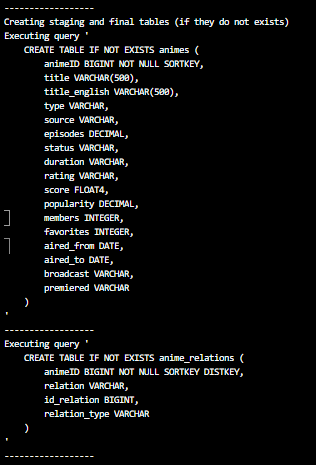 ------------------
Creating staging and final tables (if they do not exists)
Executing query '
    CREATE TABLE IF NOT EXISTS animes (
        animeID BIGINT NOT NULL SORTKEY,
        title VARCHAR(500),
        title_english VARCHAR(500),
        type VARCHAR,
        source VARCHAR,
        episodes DECIMAL,
        status VARCHAR,
        duration VARCHAR,
        rating VARCHAR,
        score FLOAT4,
        popularity DECIMAL,
        members INTEGER,
        favorites INTEGER,
        aired_from DATE,
        aired_to DATE,
        broadcast VARCHAR,
        premiered VARCHAR
    )
'
------------------
Executing query '
    CREATE TABLE IF NOT EXISTS anime_relations (
        animeID BIGINT NOT NULL SORTKEY DISTKEY,
        relation VARCHAR,
        id_relation BIGINT,
        relation_type VARCHAR
    )
'
------------------